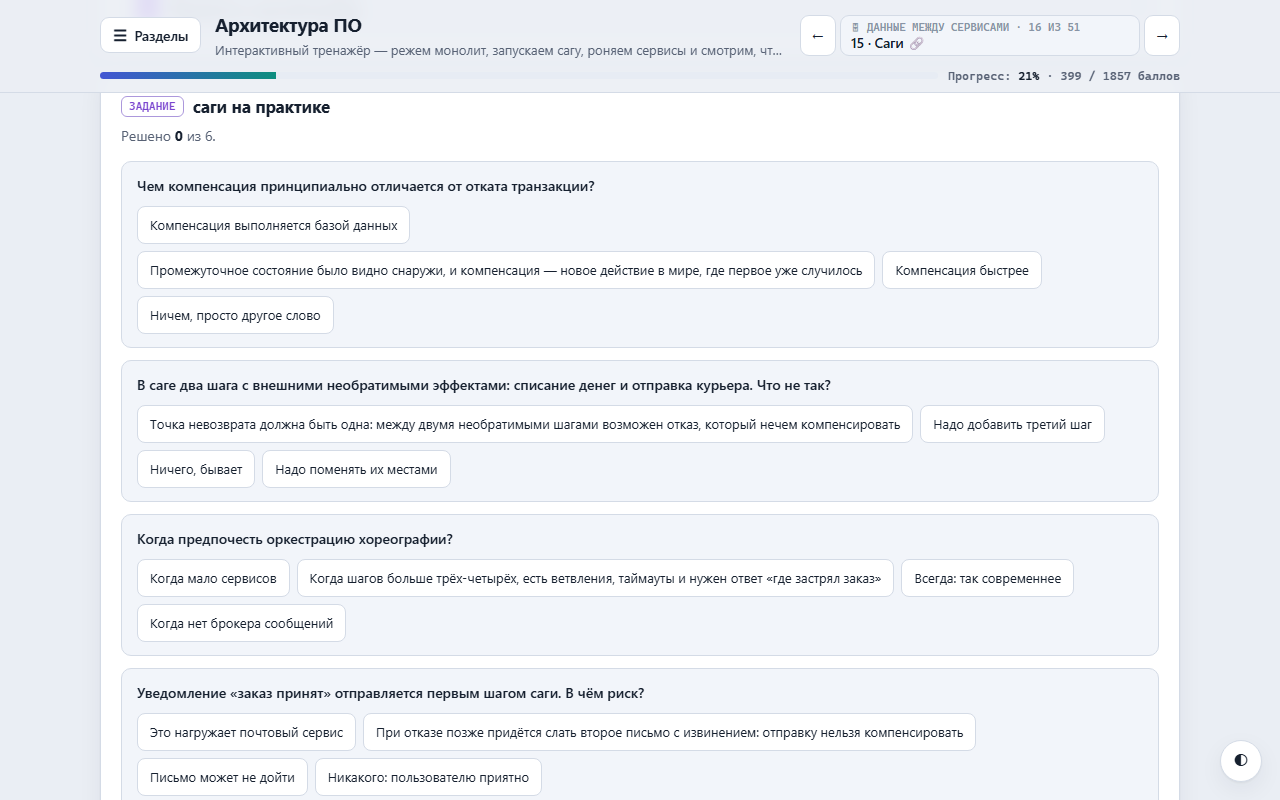 ☰ Разделы
Архитектура ПО
Интерактивный тренажёр — режем монолит, запускаем сагу, роняем сервисы и смотрим, чт…
←
ДАННЫЕ МЕЖДУ СЕРВИСАМИ · 16 ИЗ 51
15 · Саги
→
Прогресс: 21% · 399 / 1857 баллов
ЗАДАНИЕ саги на практике
Решено 0 из 6.
Чем компенсация принципиально отличается от отката транзакции?
Компенсация выполняется базой данных
Промежуточное состояние было видно снаружи, и компенсация — новое действие в мире, где первое уже случилось
Компенсация быстрее
Ничем, просто другое слово
В саге два шага с внешними необратимыми эффектами: списание денег и отправка курьера. Что не так?
Точка невозврата должна быть одна: между двумя необратимыми шагами возможен отказ, который нечем компенсировать
Надо добавить третий шаг
Ничего, бывает
Надо поменять их местами
Когда предпочесть оркестрацию хореографии?
Когда мало сервисов
Когда шагов больше трёх-четырёх, есть ветвления, таймауты и нужен ответ «где застрял заказ»
Всегда: так современнее
Когда нет брокера сообщений
Уведомление «заказ принят» отправляется первым шагом саги. В чём риск?
Это нагружает почтовый сервис
При отказе позже придётся слать второе письмо с извинением: отправку нельзя компенсировать
Письмо может не дойти
Никакого: пользователю приятно